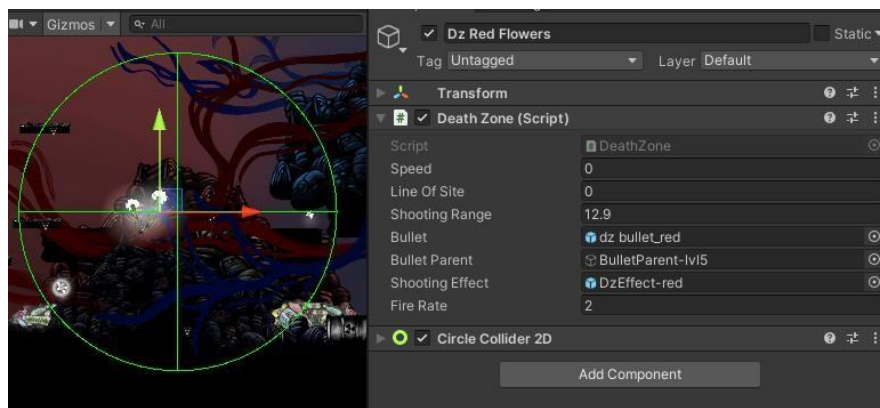 Gizmos
All
Dz Red Flowers
Static
Tag Untagged Layer Default
Transform
# Death Zone (Script)
Script DeathZone
Speed 0
Line Of Site 0
Shooting Range 12.9
Bullet dz bullet_red
Bullet Parent BulletParent-lvl5
Shooting Effect DzEffect-red
Fire Rate 2
Circle Collider 2D
Add Component